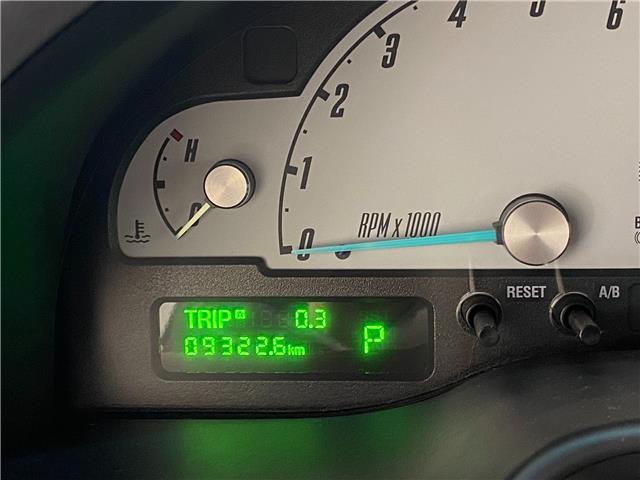 H
C
0
1
2
3
4
5
6
RPM x 1000
RESET
A/B
TRIP A 0.3
09322.6km
P